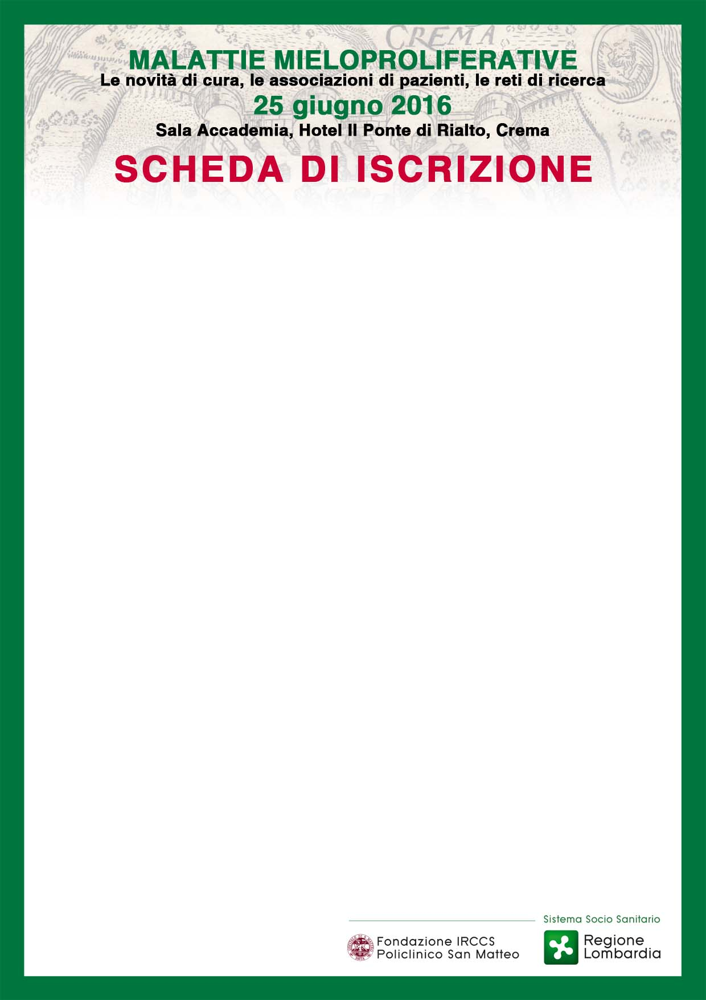 CREMA
MALATTIE MIELOPROLIFERATIVE
Le novità di cura, le associazioni di pazienti, le reti di ricerca
25 giugno 2016
Sala Accademia, Hotel Il Ponte di Rialto, Crema
SCHEDA DI ISCRIZIONE
Sistema Socio Sanitario
Fondazione IRCCS
Policlinico San Matteo
Regione
Lombardia